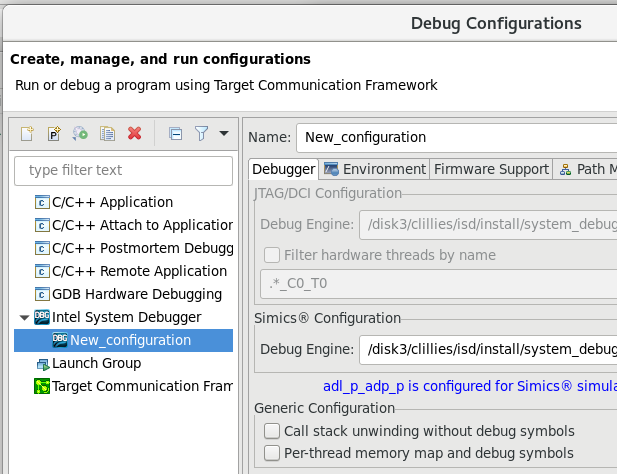 Debug Configurations
Create, manage, and run configurations
Run or debug a program using Target Communication Framework
type filter text
C/C++ Application
C/C++ Attach to Application
C/C++ Postmortem Debugg
C/C++ Remote Application
GDB Hardware Debugging
Intel System Debugger
New_configuration
Launch Group
Target Communication Fram
Name: New_configuration
Debugger Environment Firmware Support Path M
JTAG/DCI Configuration
Debug Engine: /disk3/clillies/isd/install/system_debug
Filter hardware threads by name
.*_C0_T0
Simics® Configuration
Debug Engine: /disk3/clillies/isd/install/system_debug
adl_p_adp_p is configured for Simics® simula
Generic Configuration
Call stack unwinding without debug symbols
Per-thread memory map and debug symbols